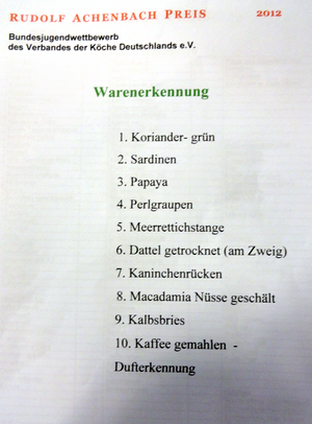 RUDOLF ACHENBACH PREIS 2012
Bundesjugendwettbewerb
des Verbandes der Köche Deutschlands e.V.
Warenerkennung
1. Koriander- grün
2. Sardinen
3. Papaya
4. Perlgraupen
5. Meerrettichstange
6. Dattel getrocknet (am Zweig)
7. Kaninchenrücken
8. Macadamia Nüsse geschält
9. Kalbsbries
10. Kaffee gemahlen -
Dufterkennung